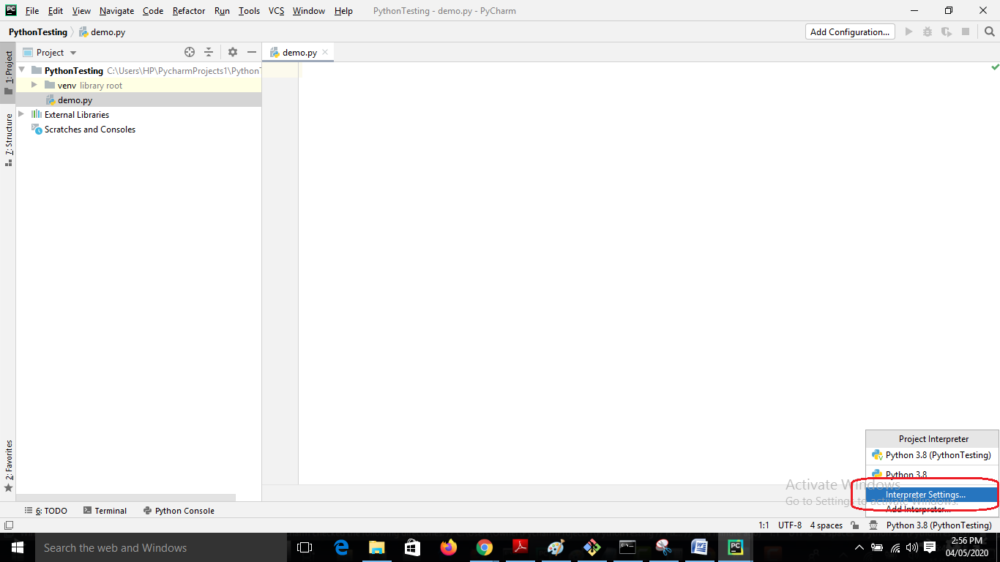 File Edit View Navigate Code Refactor Run Tools VCS Window Help PythonTesting - demo.py - PyCharm
PythonTesting demo.py Add Configuration...
1: Project
Project
demo.py
PythonTesting C:\Users\HP\PycharmProjects1\PythonT
venv library root
demo.py
External Libraries
Scratches and Consoles
7: Structure
2: Favorites
Project Interpreter
Python 3.8 (PythonTesting)
Python 3.8
Interpreter Settings...
Add Interpreter...
Activate Windows
Go to Settings to activate Windows.
6: TODO Terminal Python Console
1:1 UTF-8 4 spaces Python 3.8 (PythonTesting)
Search the web and Windows
2:56 PM
04/05/2020